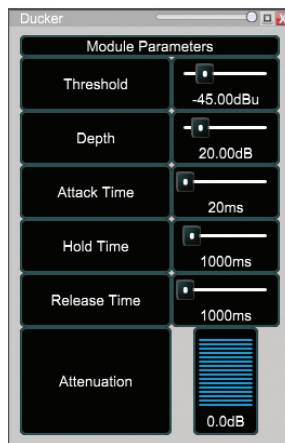 Ducker
Module Parameters
Threshold
-45.00dBu
Depth
20.00dB
Attack Time
20ms
Hold Time
1000ms
Release Time
1000ms
Attenuation
0.0dB